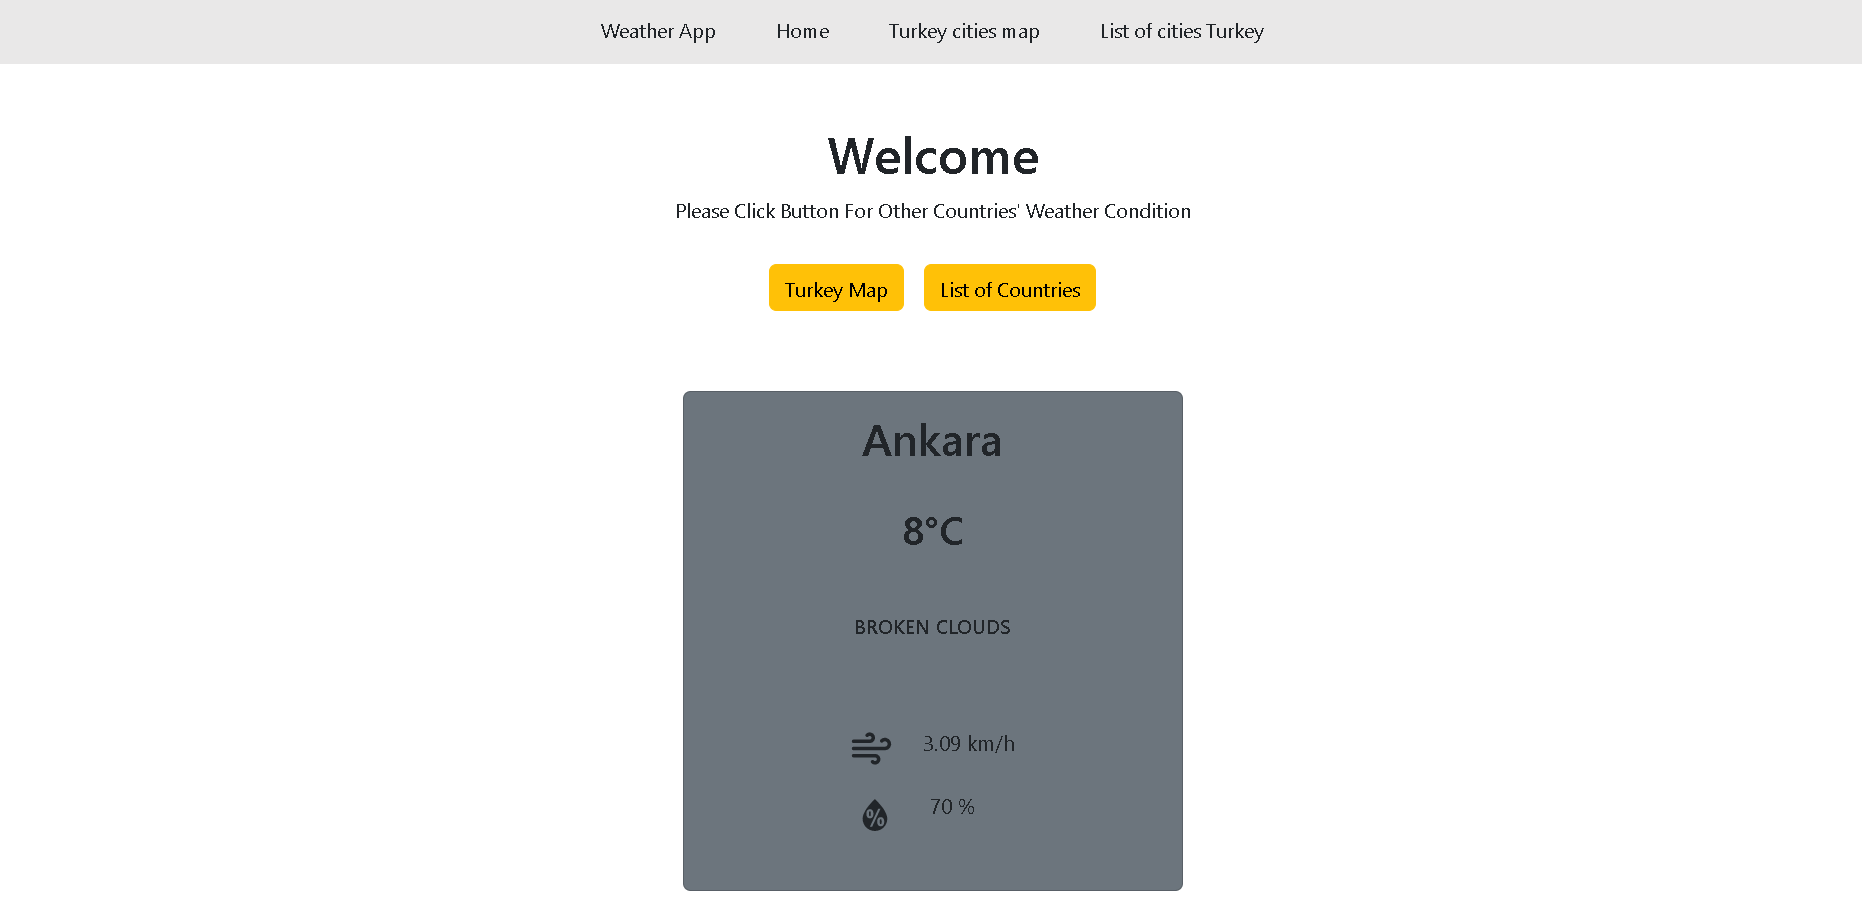 Weather App Home Turkey cities map List of cities Turkey
Welcome
Please Click Button For Other Countries' Weather Condition
Turkey Map List of Countries
Ankara
8°C
BROKEN CLOUDS
3.09 km/h
% 70 %